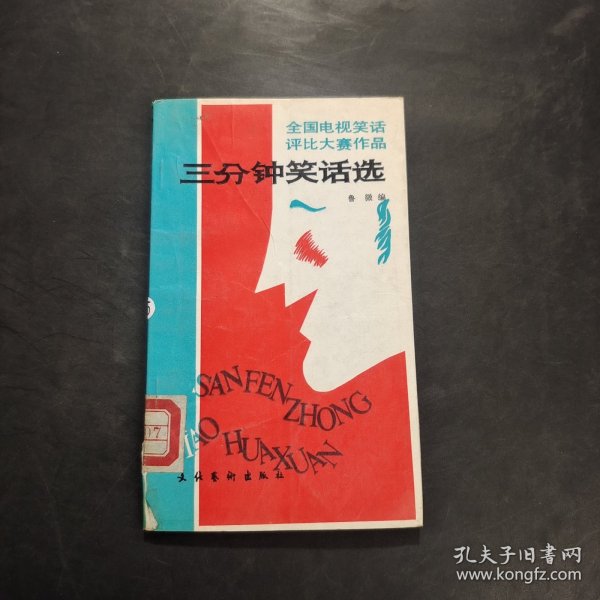 全国电视笑话
评比大赛作品
三分钟笑话选
鲁微编
SANFENZHONG
IAO HUAXUAN
文化艺术出版社
07
孔夫子旧书网
www.kongfz.com